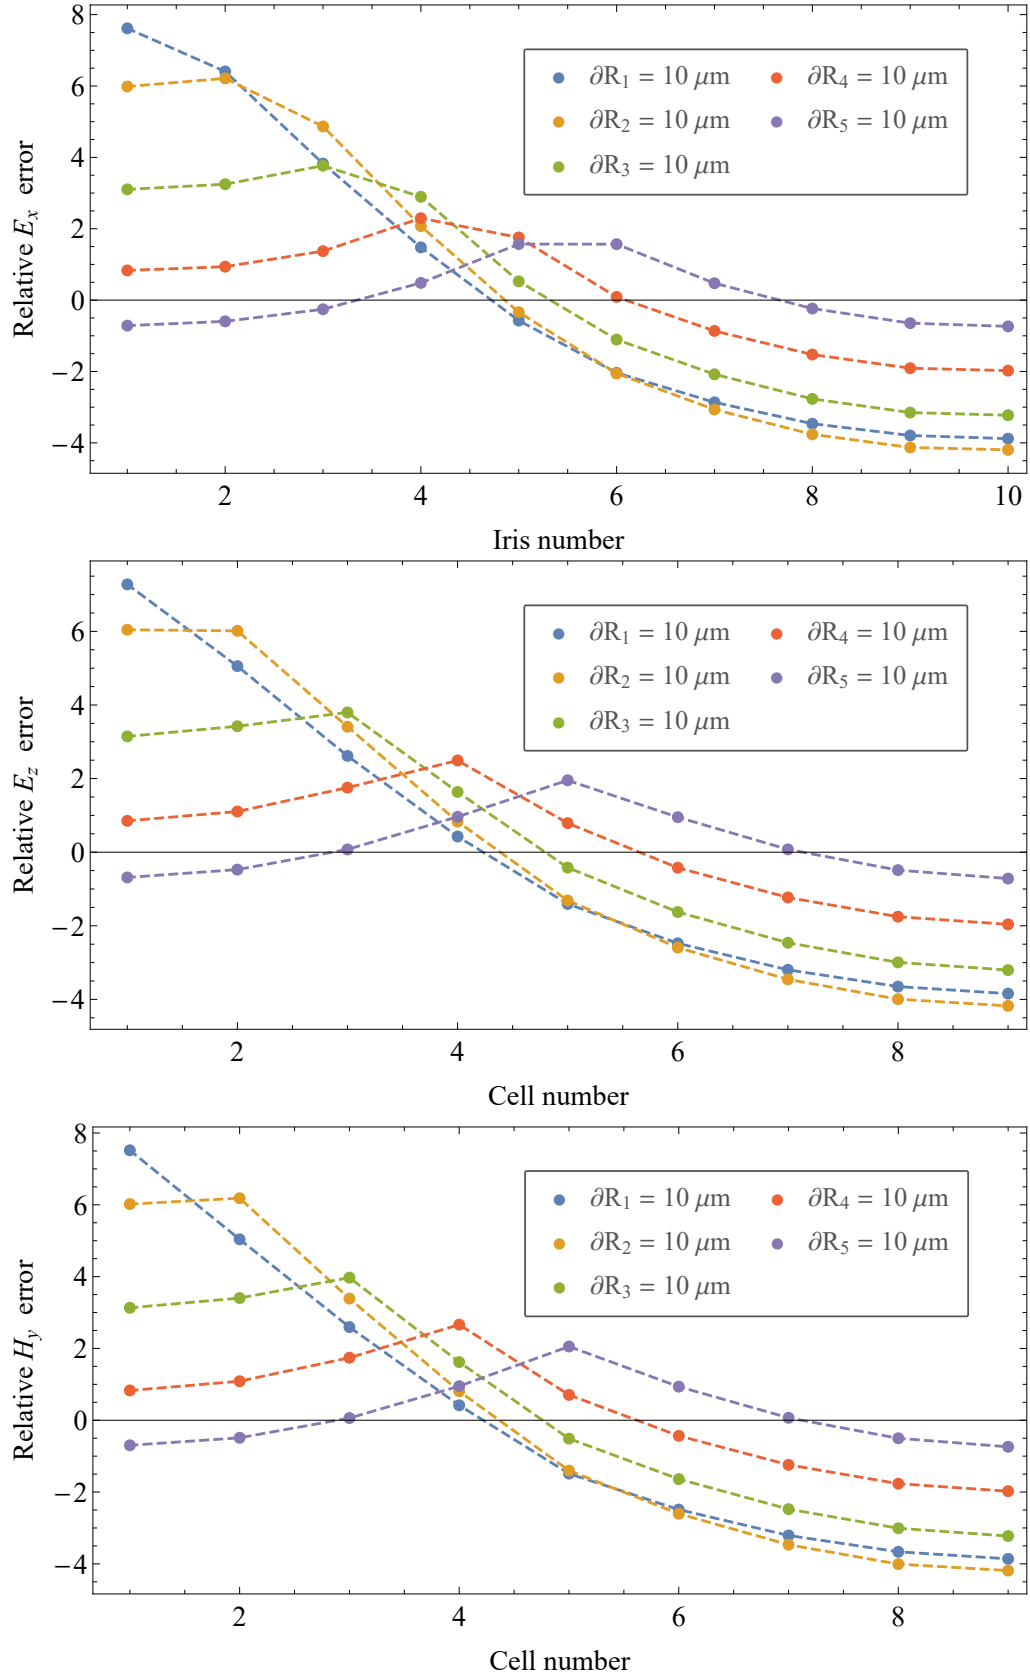 8
6
4
2
0
−2
−4
Relative Eₓ error
∂R₁ = 10 μm
∂R₄ = 10 μm
∂R₂ = 10 μm
∂R₅ = 10 μm
∂R₃ = 10 μm
2 4 6 8 10
Iris number
6
4
2
0
−2
−4
Relative E_z error
∂R₁ = 10 μm
∂R₄ = 10 μm
∂R₂ = 10 μm
∂R₅ = 10 μm
∂R₃ = 10 μm
2 4 6 8
Cell number
8
6
4
2
0
−2
−4
Relative H_y error
∂R₁ = 10 μm
∂R₄ = 10 μm
∂R₂ = 10 μm
∂R₅ = 10 μm
∂R₃ = 10 μm
2 4 6 8
Cell number